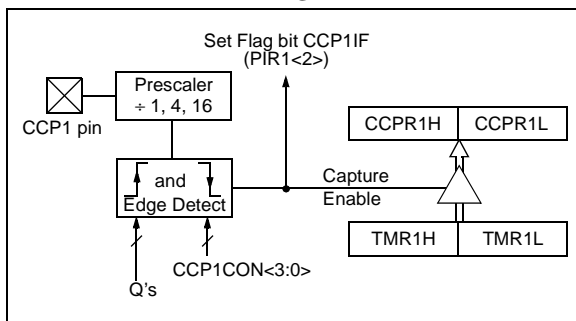 Set Flag bit CCP1IF
(PIR1<2>)
Prescaler
÷ 1, 4, 16
CCP1 pin
CCPR1H
CCPR1L
and
Edge Detect
Capture
Enable
TMR1H
TMR1L
CCP1CON<3:0>
Q's